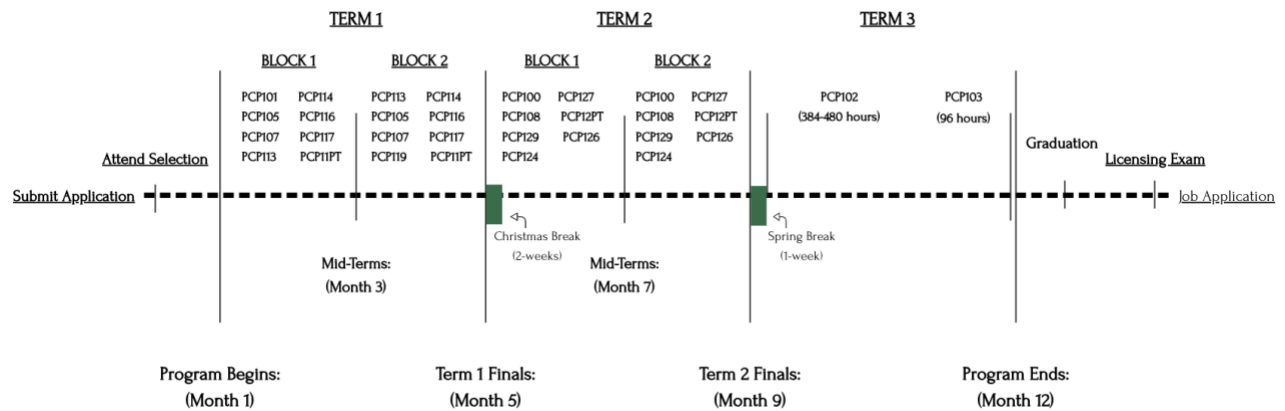 TERM 1
TERM 2
TERM 3
BLOCK 1
BLOCK 2
BLOCK 1
BLOCK 2
PCP101 PCP114
PCP105 PCP116
PCP107 PCP117
PCP113 PCP11PT
PCP113 PCP114
PCP105 PCP116
PCP107 PCP117
PCP119 PCP11PT
PCP100 PCP127
PCP108 PCP12PT
PCP129 PCP126
PCP124
PCP100 PCP127
PCP108 PCP12PT
PCP129 PCP126
PCP124
PCP102
(384-480 hours)
PCP103
(96 hours)
Attend Selection
Graduation
Licensing Exam
Submit Application
Job Application
Christmas Break
(2-weeks)
Spring Break
(1-week)
Mid-Terms:
(Month 3)
Mid-Terms:
(Month 7)
Program Begins:
(Month 1)
Term 1 Finals:
(Month 5)
Term 2 Finals:
(Month 9)
Program Ends:
(Month 12)